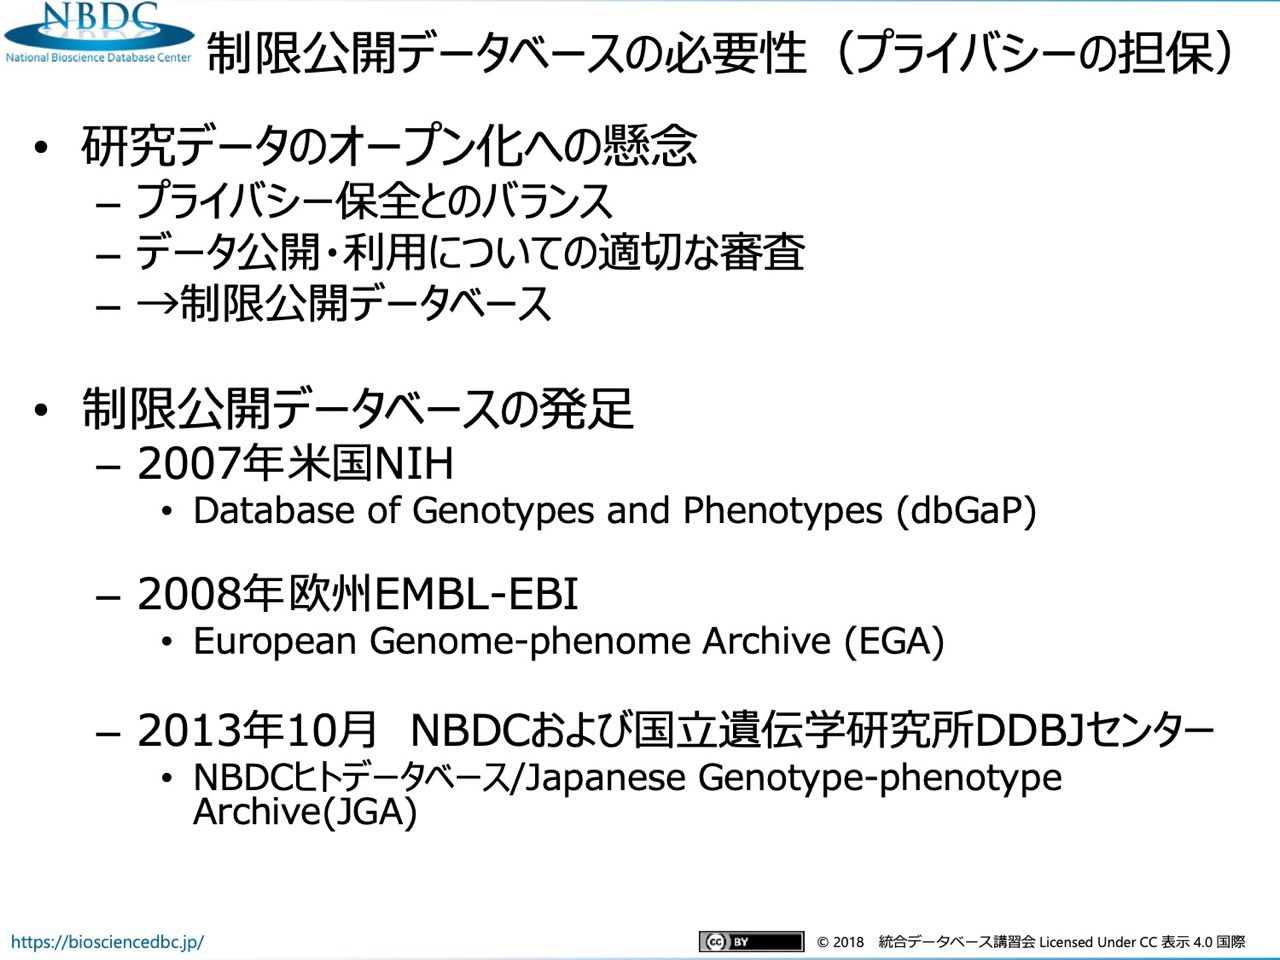 NBDC
National Bioscience Database Center
制限公開データベースの必要性（プライバシーの担保）
• 研究データのオープン化への懸念
– プライバシー保全とのバランス
– データ公開・利用についての適切な審査
– →制限公開データベース
• 制限公開データベースの発足
– 2007年米国NIH
• Database of Genotypes and Phenotypes (dbGaP)
– 2008年欧州EMBL-EBI
• European Genome-phenome Archive (EGA)
– 2013年10月　NBDCおよび国立遺伝学研究所DDBJセンター
• NBDCヒトデータベース/Japanese Genotype-phenotype
Archive(JGA)
https://biosciencedbc.jp/
cc BY © 2018　統合データベース講習会 Licensed Under CC 表示 4.0 国際